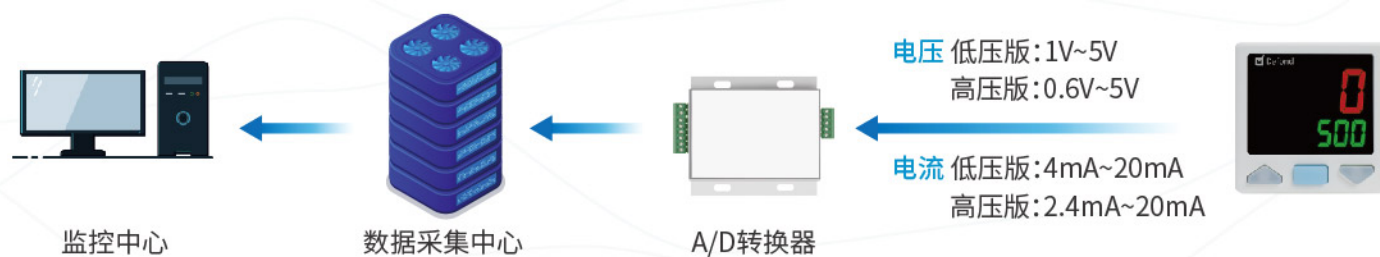 电压 低压版：1V~5V
高压版：0.6V~5V
Defond
0
500
电流 低压版：4mA~20mA
高压版：2.4mA~20mA
监控中心
数据采集中心
A/D转换器